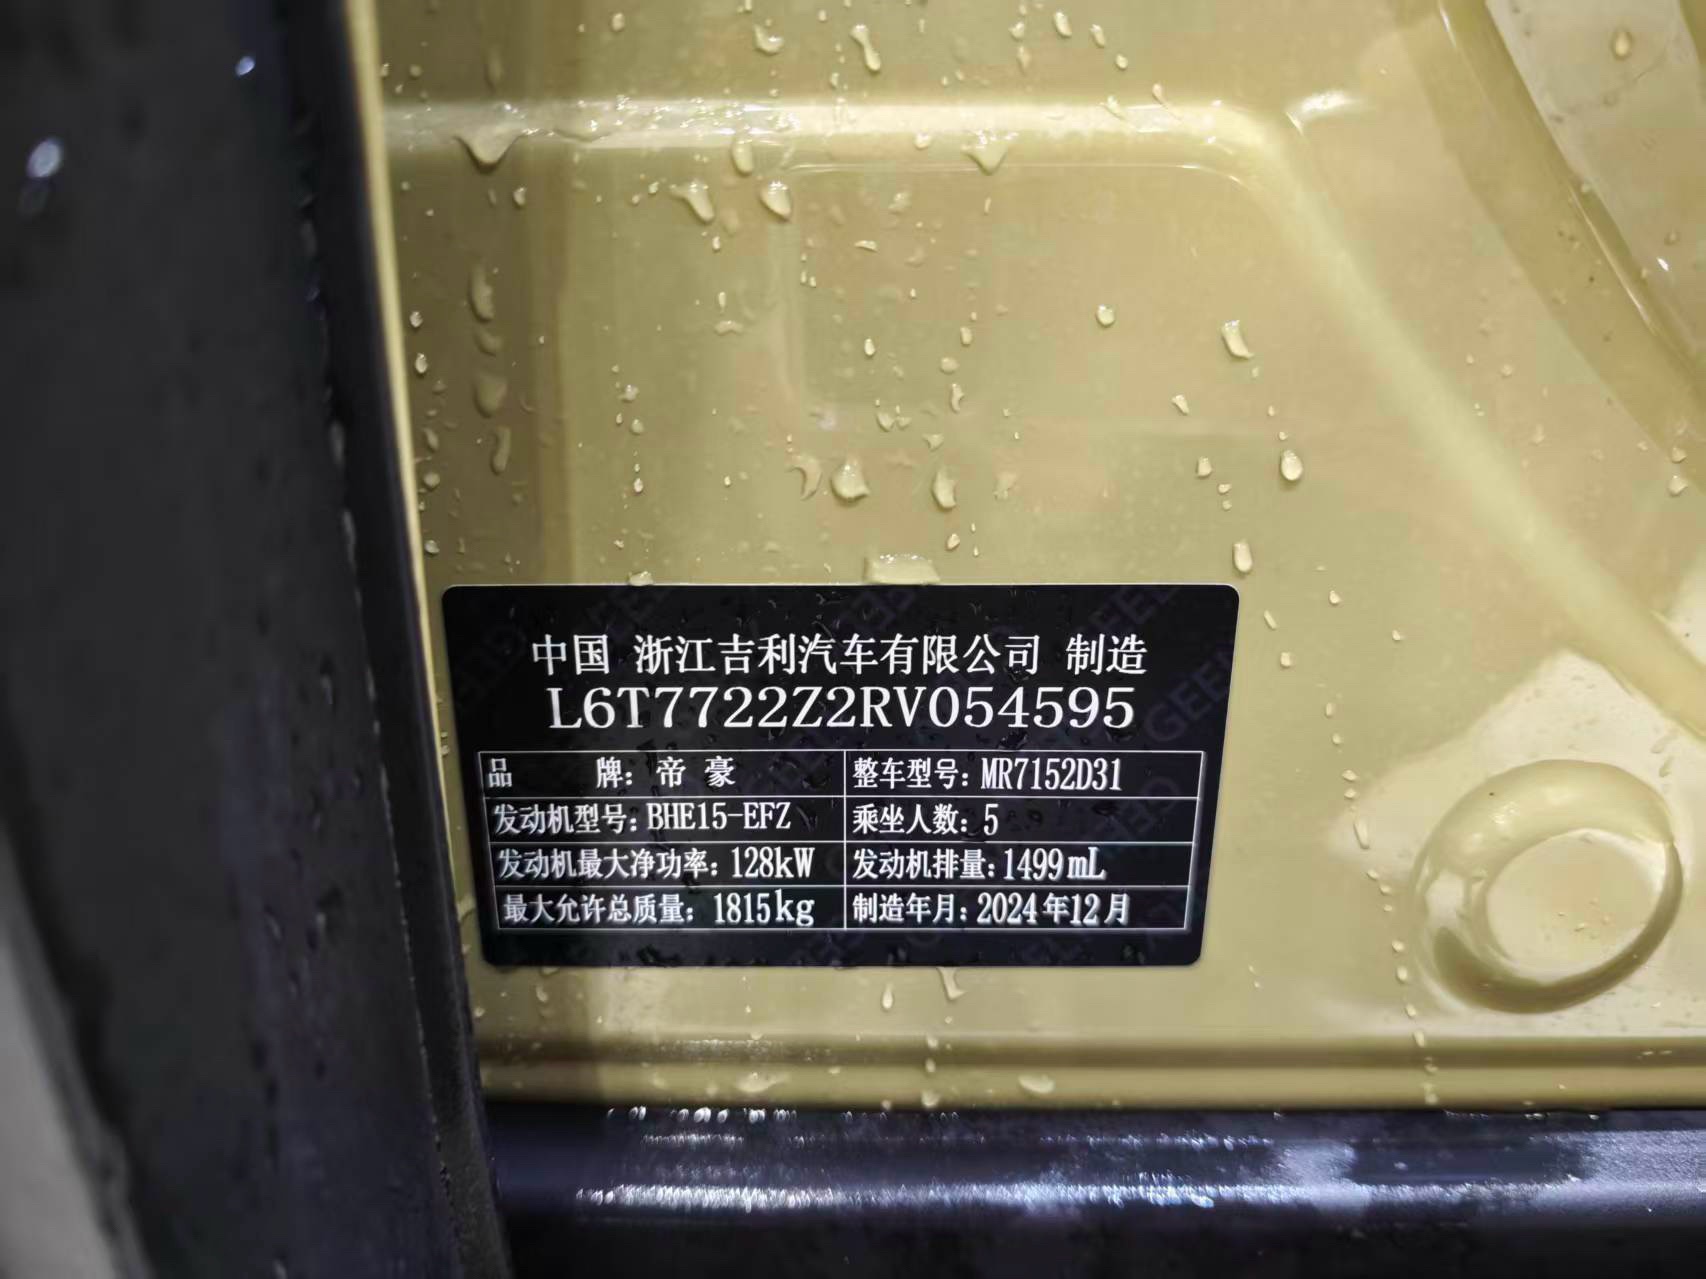 中国 浙江吉利汽车有限公司 制造
L6T7722Z2RV054595
品 牌：帝 豪 整车型号：MR7152D31
发动机型号：BHE15-EFZ 乘坐人数：5
发动机最大净功率：128kW 发动机排量：1499mL
最大允许总质量：1815kg 制造年月：2024年12月